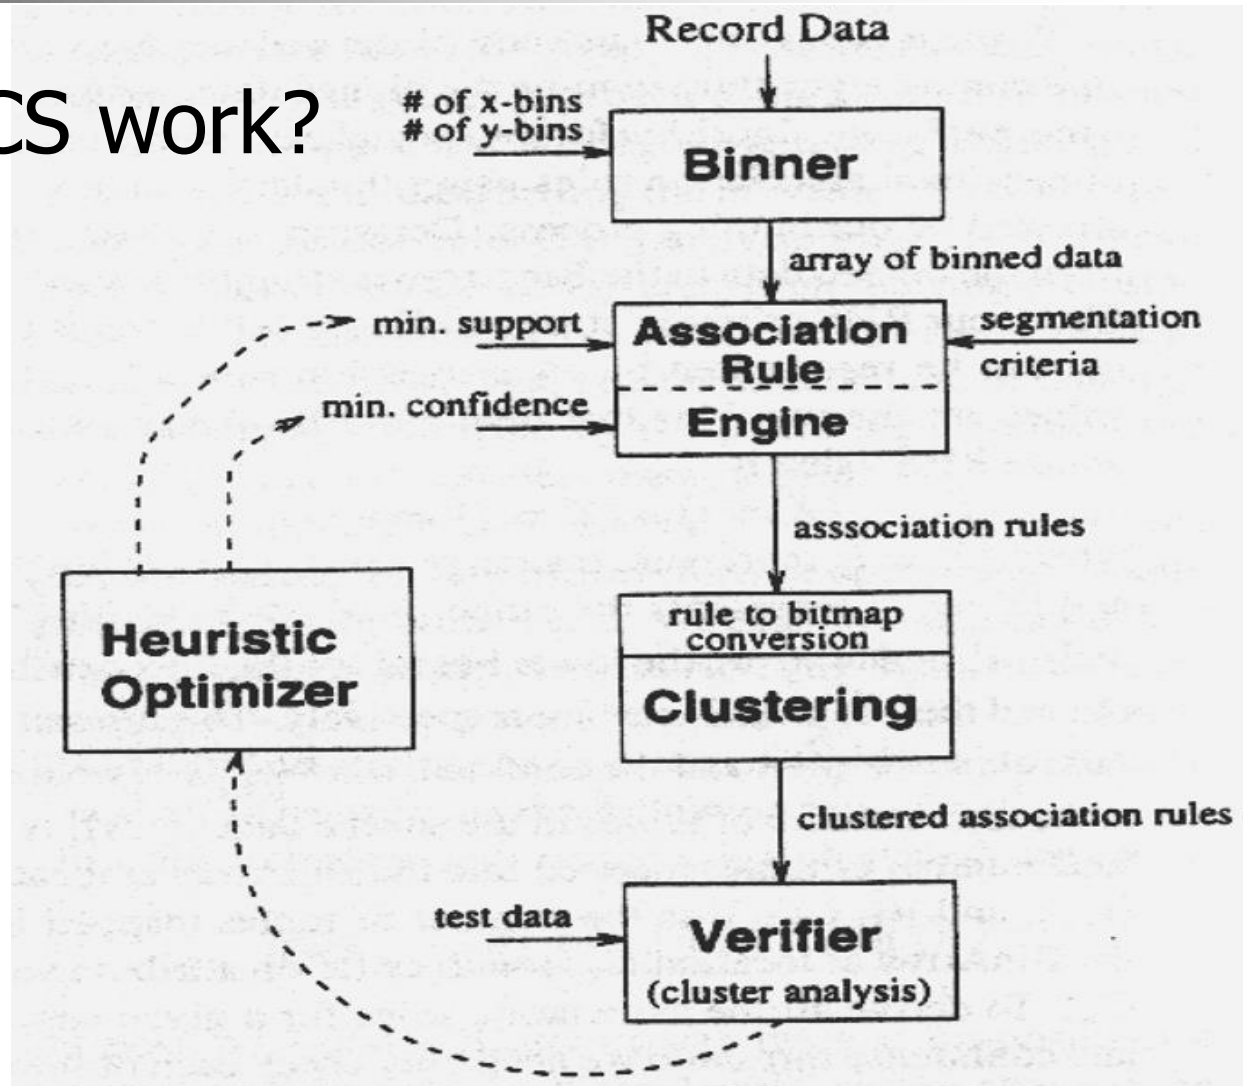 Record Data
CS work?
# of x-bins
# of y-bins
Binner
array of binned data
min. support
Association
Rule
segmentation
criteria
min. confidence
Engine
asssociation rules
rule to bitmap
conversion
Heuristic
Optimizer
Clustering
clustered association rules
test data
Verifier
(cluster analysis)